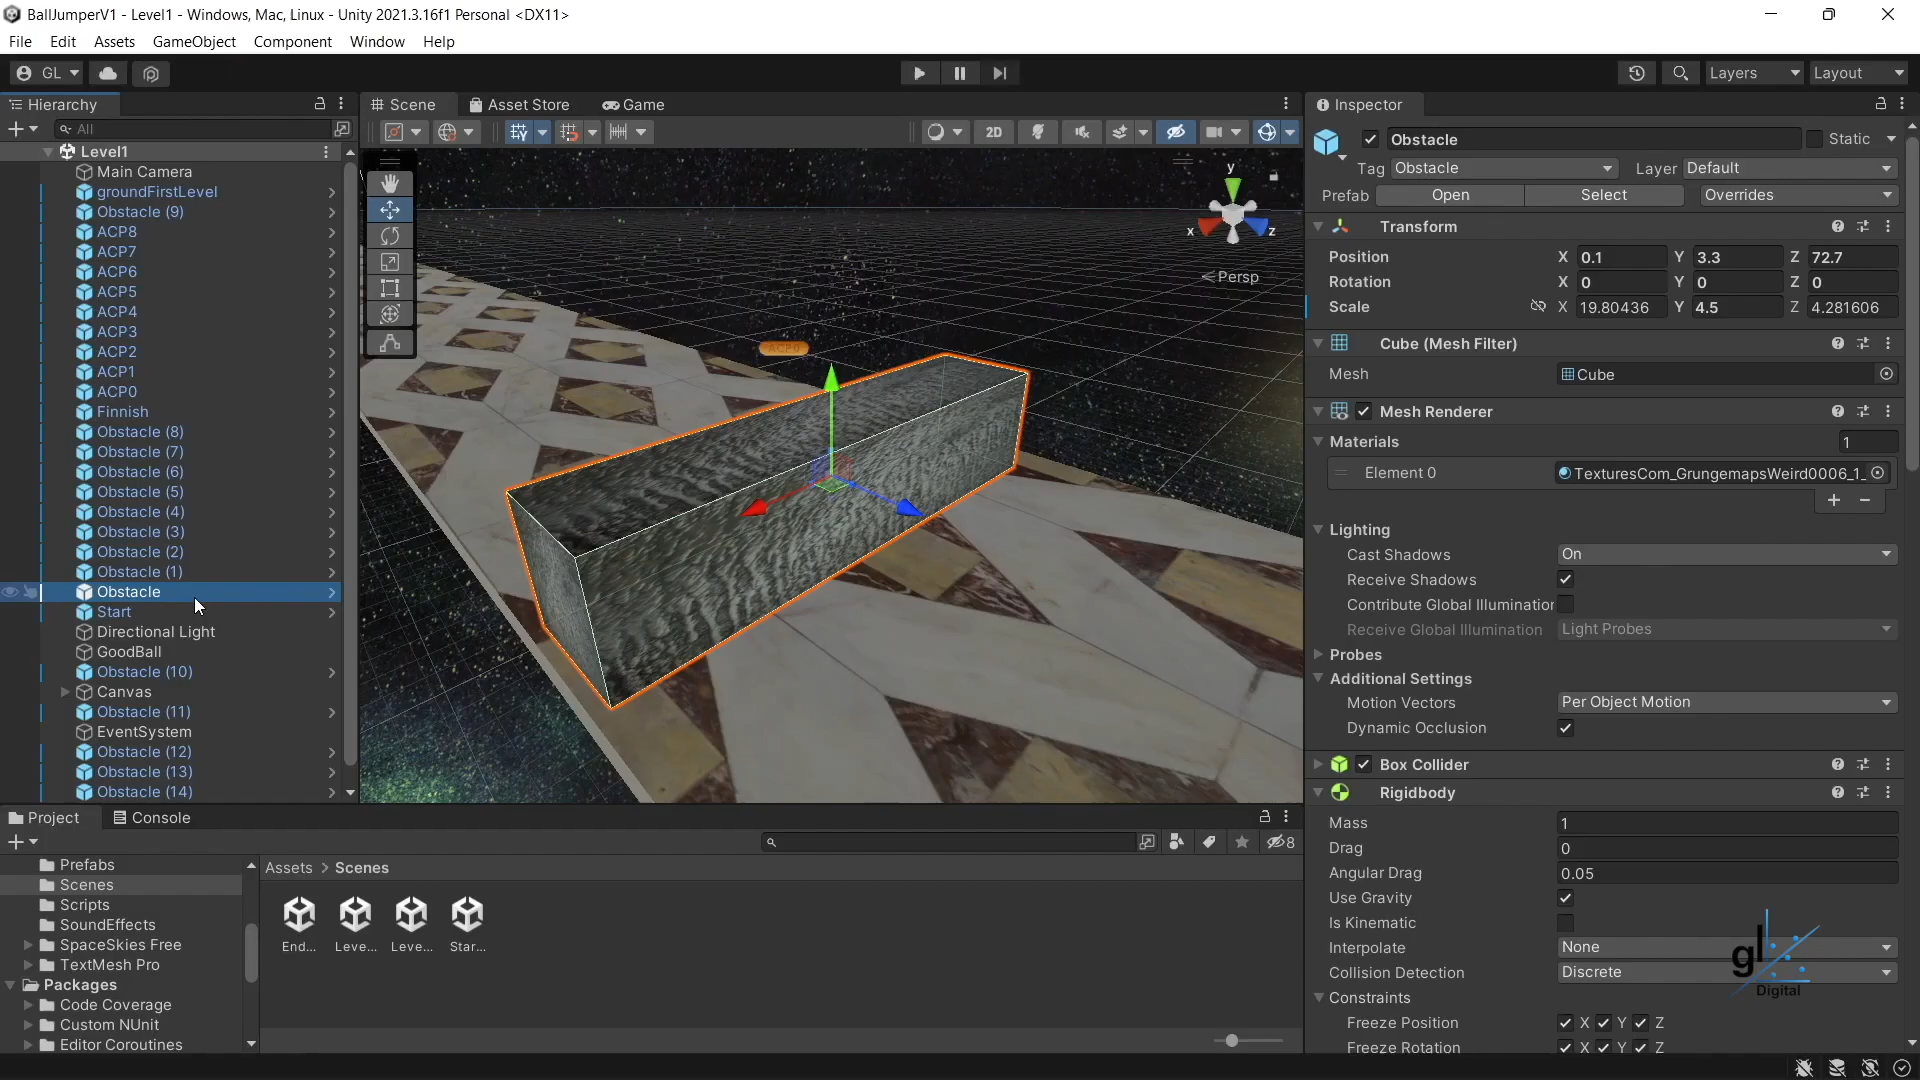 BallJumperV1 - Level1 - Windows, Mac, Linux - Unity 2021.3.16f1 Personal <DX11>
File Edit Assets GameObject Component Window Help
GL Layers Layout
Hierarchy
All
Level1
Main Camera
groundFirstLevel
Obstacle (9)
ACP8
ACP7
ACP6
ACP5
ACP4
ACP3
ACP2
ACP1
ACP0
Finnish
Obstacle (8)
Obstacle (7)
Obstacle (6)
Obstacle (5)
Obstacle (4)
Obstacle (3)
Obstacle (2)
Obstacle (1)
Obstacle
Start
Directional Light
GoodBall
Obstacle (10)
Canvas
Obstacle (11)
EventSystem
Obstacle (12)
Obstacle (13)
Obstacle (14)
Scene Asset Store Game
2D
y
x z
Persp
ACP0
Inspector
Obstacle Static
Tag Obstacle Layer Default
Prefab Open Select Overrides
Transform
Position X 0.1 Y 3.3 Z 72.7
Rotation X 0 Y 0 Z 0
Scale X 19.80436 Y 4.5 Z 4.281606
Cube (Mesh Filter)
Mesh Cube
Mesh Renderer
Materials 1
Element 0 TexturesCom_GrungemapsWeird0006_1_
Lighting
Cast Shadows On
Receive Shadows
Contribute Global Illumination
Receive Global Illumination Light Probes
Probes
Additional Settings
Motion Vectors Per Object Motion
Dynamic Occlusion
Box Collider
Rigidbody
Mass 1
Drag 0
Angular Drag 0.05
Use Gravity
Is Kinematic
Interpolate None
Collision Detection Discrete
Constraints
Freeze Position X Y Z
Freeze Rotation X Y Z
gl
Digital
Project Console
8
Prefabs
Scenes
Scripts
SoundEffects
SpaceSkies Free
TextMesh Pro
Packages
Code Coverage
Custom NUnit
Editor Coroutines
Assets > Scenes
End... Leve... Leve... Star...